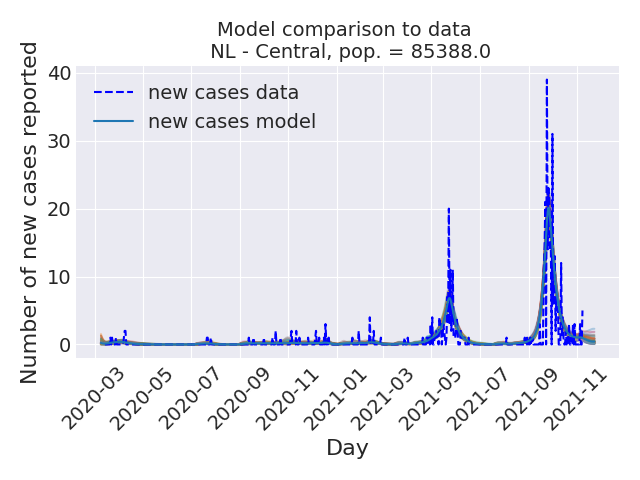 Model comparison to data
NL - Central, pop. = 85388.0
Number of new cases reported
40
30
20
10
0
new cases data
new cases model
2020-03
2020-05
2020-07
2020-09
2020-11
2021-01
2021-03
2021-05
2021-07
2021-09
2021-11
Day